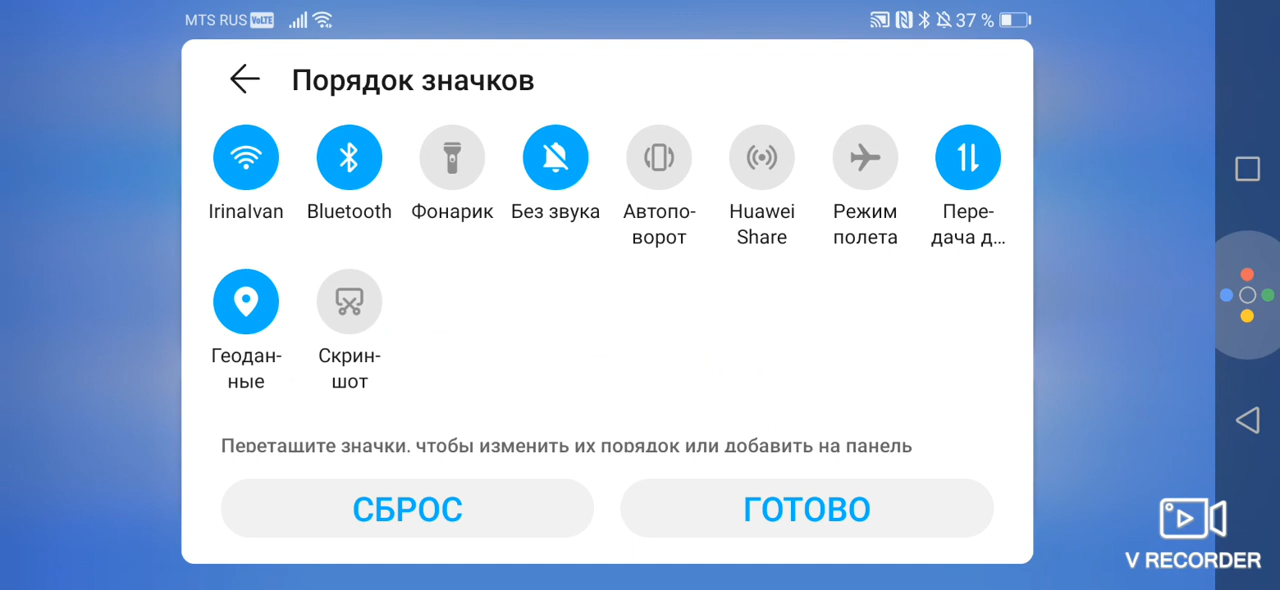 MTS RUS VoLTE 37 %
Порядок значков
IrinaIvan Bluetooth Фонарик Без звука Автопо- Huawei Режим Пере-
ворот Share полета дача д...
Геодан- Скрин-
ные шот
Перетащите значки, чтобы изменить их порядок или добавить на панель
СБРОС ГОТОВО
V RECORDER